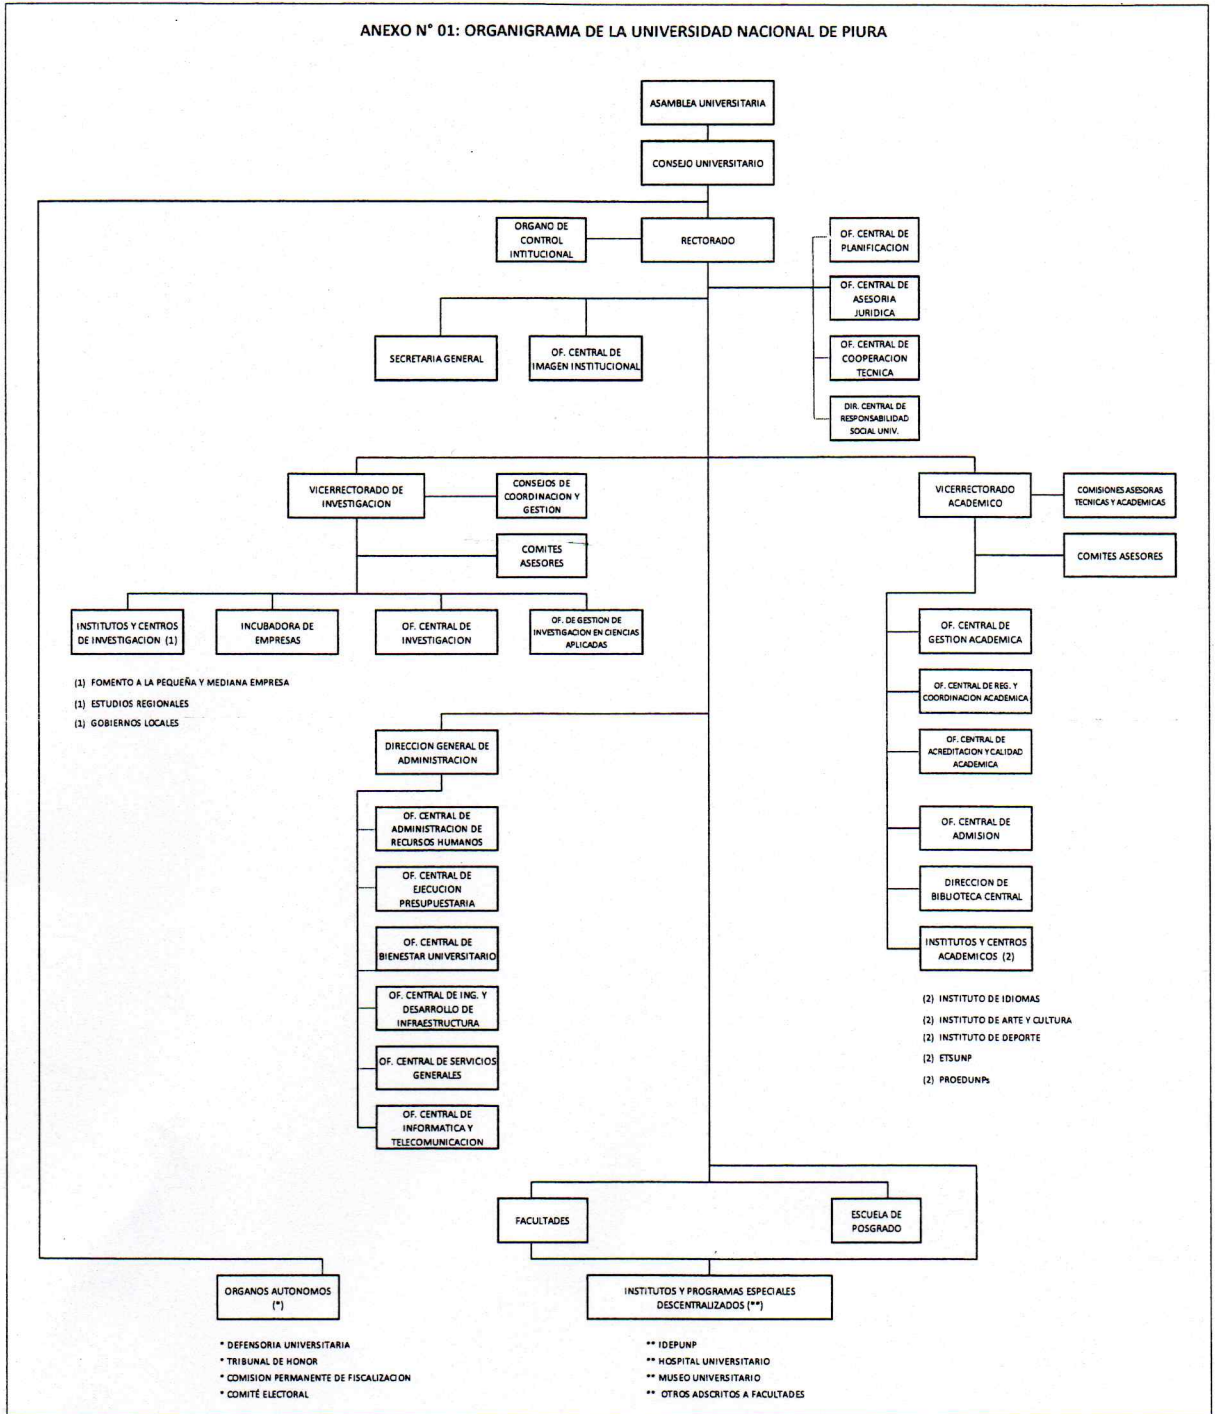 ANEXO N° 01: ORGANIGRAMA DE LA UNIVERSIDAD NACIONAL DE PIURA
ASAMBLEA UNIVERSITARIA
CONSEJO UNIVERSITARIO
ORGANO DE
CONTROL
INTITUCIONAL
RECTORADO
OF. CENTRAL DE
PLANIFICACION
OF. CENTRAL DE
ASESORIA
JURIDICA
SECRETARIA GENERAL
OF. CENTRAL DE
IMAGEN INSTITUCIONAL
OF. CENTRAL DE
COOPERACION
TECNICA
DIR. CENTRAL DE
RESPONSABILIDAD
SOCIAL UNIV.
VICERRECTORADO DE
INVESTIGACION
CONSEJOS DE
COORDINACION Y
GESTION
VICERRECTORADO
ACADEMICO
COMISIONES ASESORAS
TECNICAS Y ACADEMICAS
COMITES
ASESORES
COMITES ASESORES
INSTITUTOS Y CENTROS
DE INVESTIGACION (1)
INCUBADORA DE
EMPRESAS
OF. CENTRAL DE
INVESTIGACION
OF. DE GESTION DE
INVESTIGACION EN CIENCIAS
APLICADAS
(1) FOMENTO A LA PEQUEÑA Y MEDIANA EMPRESA
(1) ESTUDIOS REGIONALES
(1) GOBIERNOS LOCALES
OF. CENTRAL DE
GESTION ACADEMICA
OF. CENTRAL DE REG. Y
COORDINACION ACADEMICA
OF. CENTRAL DE
ACREDITACION Y CALIDAD
ACADEMICA
OF. CENTRAL DE
ADMISION
DIRECCION DE
BIBLIOTECA CENTRAL
INSTITUTOS Y CENTROS
ACADEMICOS (2)
(2) INSTITUTO DE IDIOMAS
(2) INSTITUTO DE ARTE Y CULTURA
(2) INSTITUTO DE DEPORTE
(2) ETSUNP
(2) PROEDUNPs
DIRECCION GENERAL DE
ADMINISTRACION
OF. CENTRAL DE
ADMINISTRACION DE
RECURSOS HUMANOS
OF. CENTRAL DE
EJECUCION
PRESUPUESTARIA
OF. CENTRAL DE
BIENESTAR UNIVERSITARIO
OF. CENTRAL DE ING. Y
DESARROLLO DE
INFRAESTRUCTURA
OF. CENTRAL DE SERVICIOS
GENERALES
OF. CENTRAL DE
INFORMATICA Y
TELECOMUNICACION
FACULTADES
ESCUELA DE
POSGRADO
ORGANOS AUTONOMOS
(*)
INSTITUTOS Y PROGRAMAS ESPECIALES
DESCENTRALIZADOS (**)
* DEFENSORIA UNIVERSITARIA
* TRIBUNAL DE HONOR
* COMISION PERMANENTE DE FISCALIZACION
* COMITÉ ELECTORAL
** IDEPUNP
** HOSPITAL UNIVERSITARIO
** MUSEO UNIVERSITARIO
** OTROS ADSCRITOS A FACULTADES